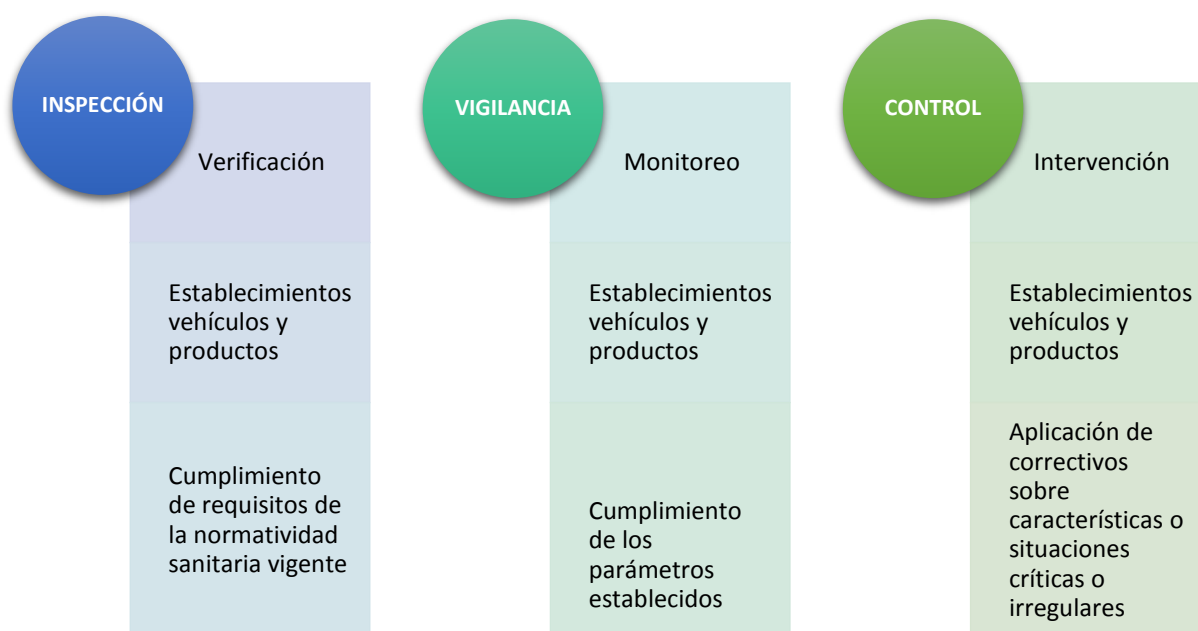 INSPECCIÓN
Verificación
Establecimientos
vehículos y
productos
Cumplimiento
de requisitos de
la normatividad
sanitaria vigente
VIGILANCIA
Monitoreo
Establecimientos
vehículos y
productos
Cumplimiento
de los
parámetros
establecidos
CONTROL
Intervención
Establecimientos
vehículos y
productos
Aplicación de
correctivos
sobre
características o
situaciones
críticas o
irregulares